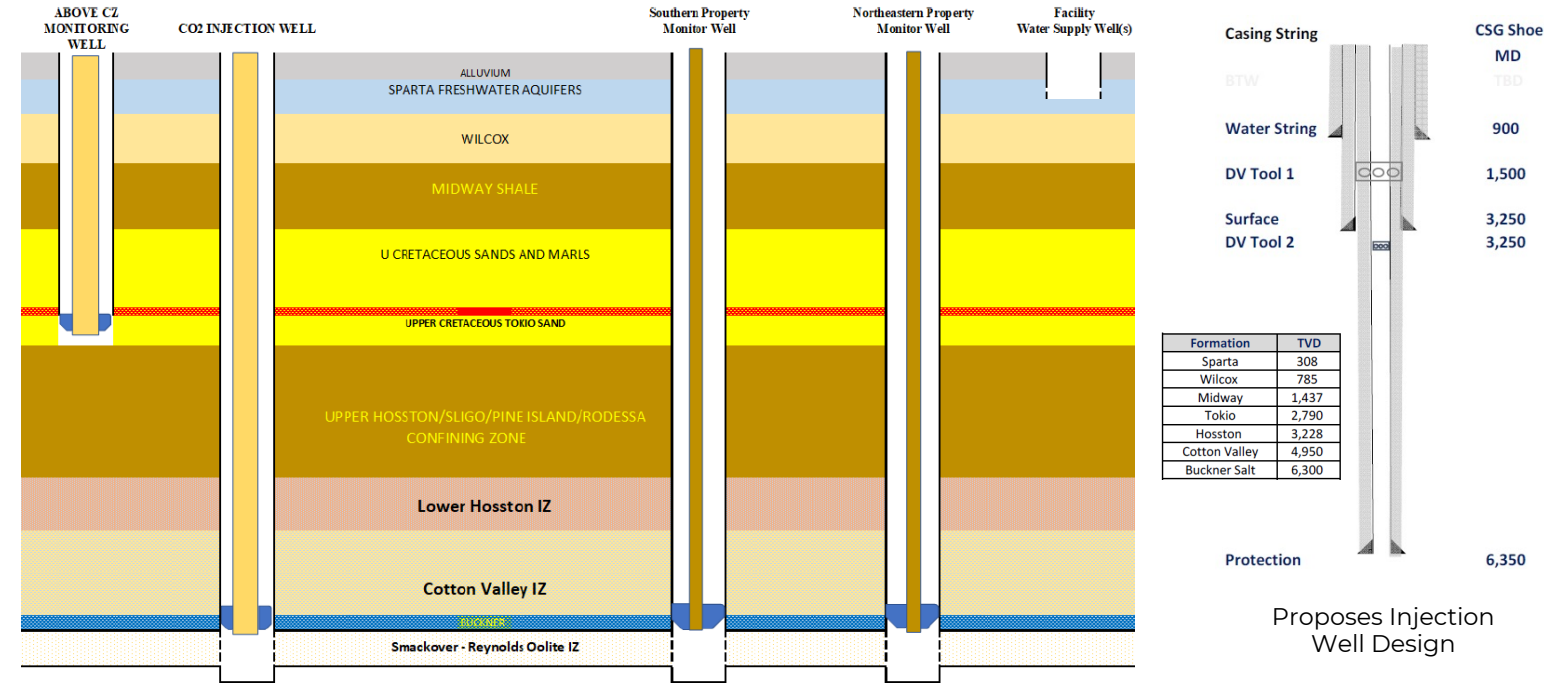 ABOVE CZ
MONITORING
WELL
CO2 INJECTION WELL
Southern Property
Monitor Well
Northeastern Property
Monitor Well
Facility
Water Supply Well(s)
ALLUVIUM
SPARTA FRESHWATER AQUIFERS
WILCOX
MIDWAY SHALE
U CRETACEOUS SANDS AND MARLS
UPPER CRETACEOUS TOKIO SAND
UPPER HOSSTON/SLIGO/PINE ISLAND/RODESSA
CONFINING ZONE
Lower Hosston IZ
Cotton Valley IZ
BUCKNER
Smackover - Reynolds Oolite IZ
Casing String CSG Shoe
MD
BTW TBD
Water String 900
DV Tool 1 1,500
Surface 3,250
DV Tool 2 3,250
Formation TVD
Sparta 308
Wilcox 785
Midway 1,437
Tokio 2,790
Hosston 3,228
Cotton Valley 4,950
Buckner Salt 6,300
Protection 6,350
Proposes Injection
Well Design